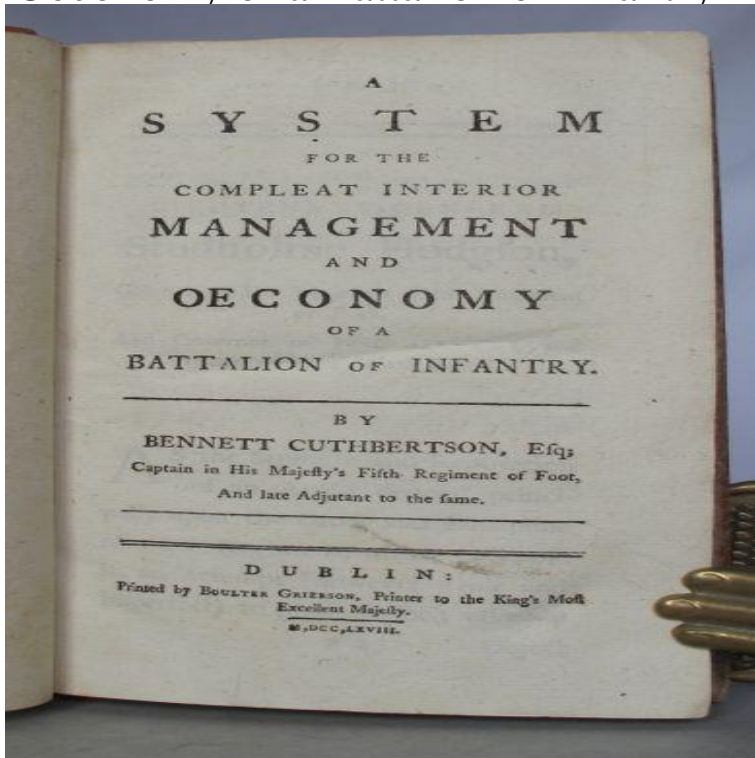 A
SYSTEM
FOR THE
COMPLEAT INTERIOR
MANAGEMENT
AND
OECONOMY
OF A
BATTALION OF INFANTRY.
BY
BENNETT CUTHBERTSON, Eſq;
Captain in His Majeſty's Fifth Regiment of Foot,
And late Adjutant to the ſame.
DUBLIN:
Printed by BOULTER GRIERSON, Printer to the King's Moſt
Excellent Majeſty.
M,DCC,LXVIII.